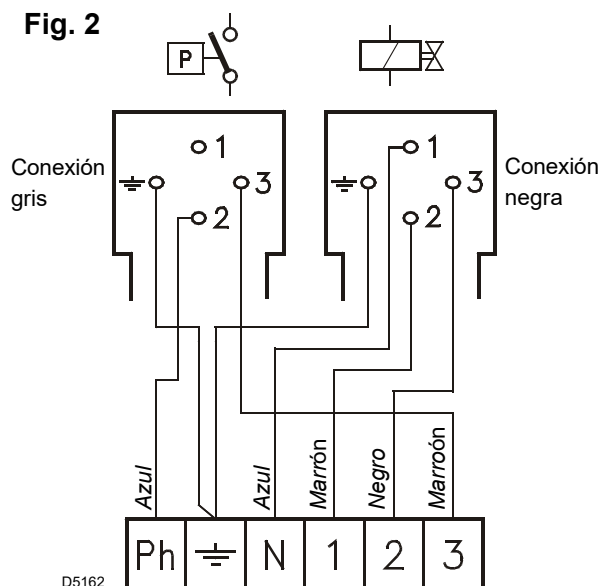 Fig. 2
P
1
3
2
1
3
2
Conexión
gris
Conexión
negra
Azul
Azul
Marrón
Negro
Marroón
Ph
N
1
2
3
D5162